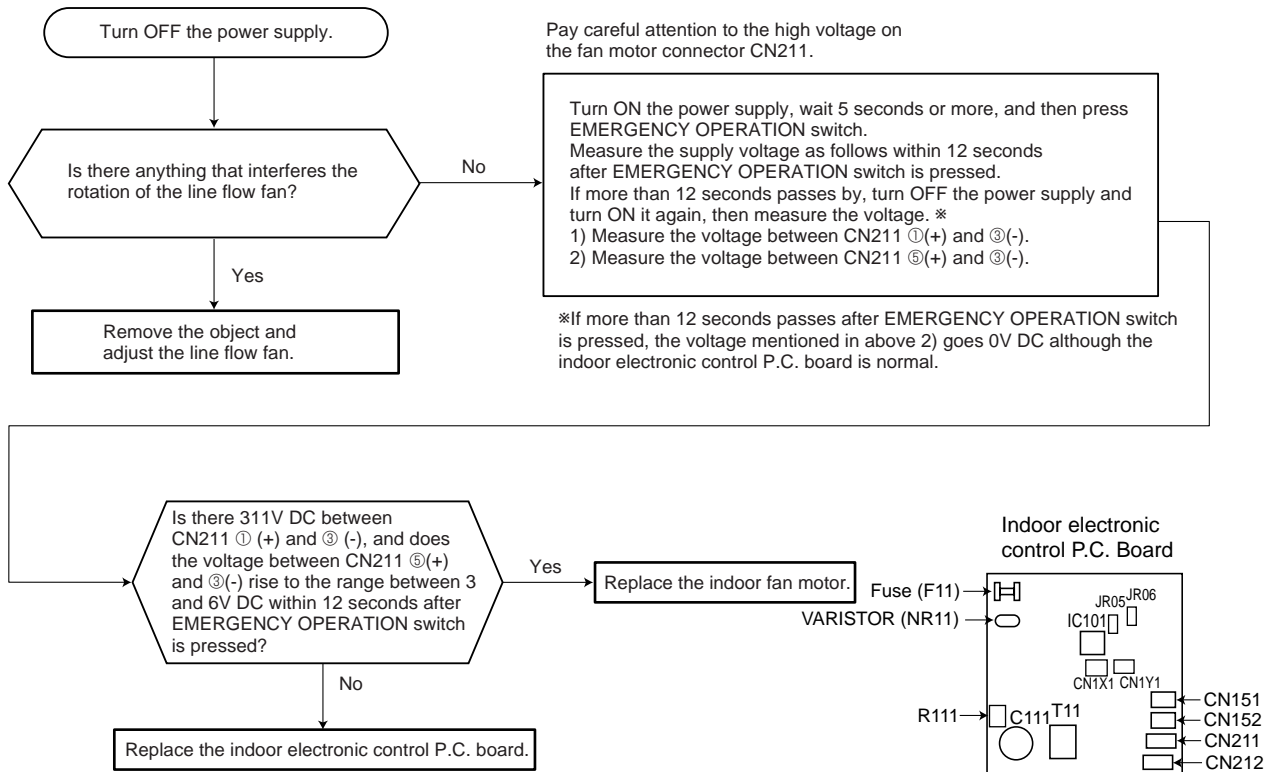 Turn OFF the power supply.
Pay careful attention to the high voltage on
the fan motor connector CN211.
Is there anything that interferes the
rotation of the line flow fan?
No
Turn ON the power supply, wait 5 seconds or more, and then press
EMERGENCY OPERATION switch.
Measure the supply voltage as follows within 12 seconds
after EMERGENCY OPERATION switch is pressed.
If more than 12 seconds passes by, turn OFF the power supply and
turn ON it again, then measure the voltage. ※
1) Measure the voltage between CN211 ①(+) and ③(-).
2) Measure the voltage between CN211 ⑤(+) and ③(-).
Yes
Remove the object and
adjust the line flow fan.
※If more than 12 seconds passes after EMERGENCY OPERATION switch
is pressed, the voltage mentioned in above 2) goes 0V DC although the
indoor electronic control P.C. board is normal.
Is there 311V DC between
CN211 ① (+) and ③ (-), and does
the voltage between CN211 ⑤(+)
and ③(-) rise to the range between 3
and 6V DC within 12 seconds after
EMERGENCY OPERATION switch
is pressed?
Yes
Replace the indoor fan motor.
No
Replace the indoor electronic control P.C. board.
Indoor electronic
control P.C. Board
Fuse (F11)
VARISTOR (NR11)
JR05
JR06
IC101
CN1X1
CN1Y1
R111
C111
T11
CN151
CN152
CN211
CN212